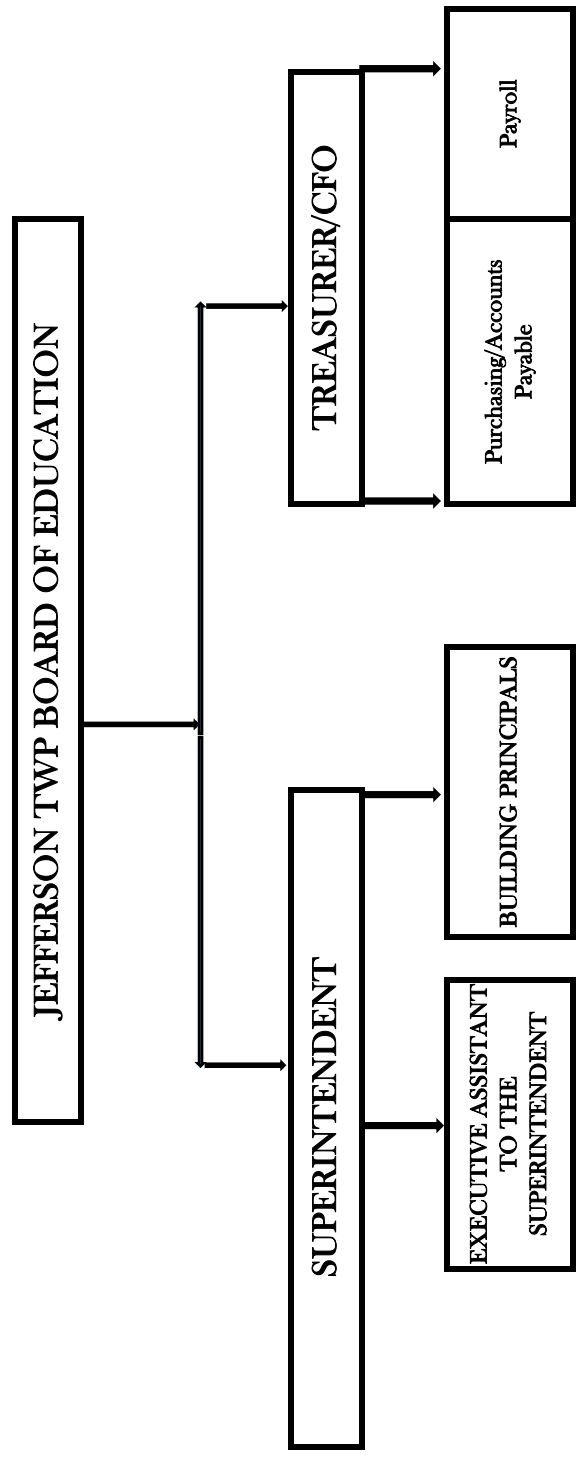 JEFFERSON TWP BOARD OF EDUCATION
SUPERINTENDENT
TREASURER/CFO
EXECUTIVE ASSISTANT
TO THE
SUPERINTENDENT
BUILDING PRINCIPALS
Purchasing/Accounts
Payable
Payroll